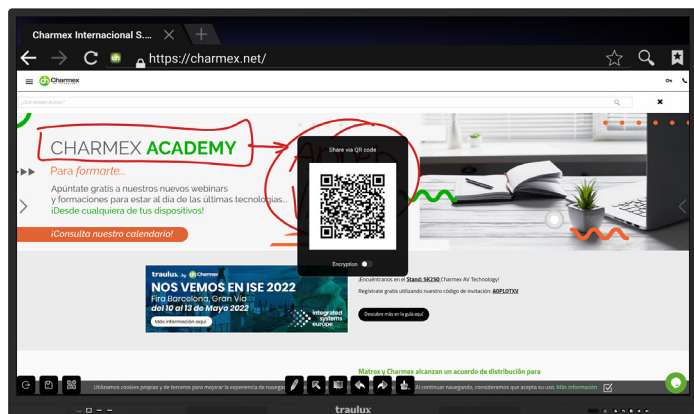 Charmex Internacional S....
https://charmex.net/
Charmex
CHARMEX ACADEMY
Para formarte...
Apúntate gratis a nuestros nuevos webinars
y formaciones para estar al día de las últimas tecnologías...
¡Desde cualquiera de tus dispositivos!
¡Consulta nuestro calendario!
Share via QR code
Encryption
traulux by Charmex
NOS VEMOS EN ISE 2022
Fira Barcelona, Gran Vía
del 10 al 13 de Mayo 2022
Más información aquí
integrated
systems
europe
¡Encuéntranos en el Stand: 5K250 Charmex AV Technology!
Regístrate gratis utilizando nuestro código de invitación:
Descubre más en la guía aquí
Matrox y Charmex alcanzan un acuerdo de distribución para
Utilizamos cookies propias y de terceros para mejorar la experiencia de navegac
Al continuar navegando, consideramos que acepta su uso. Más información
traulux